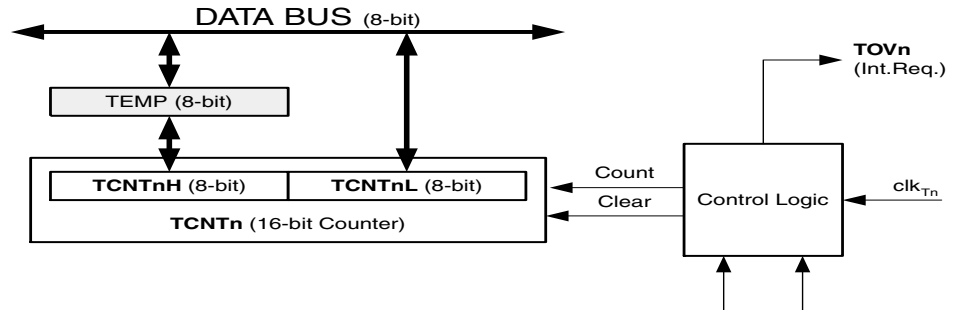 DATA BUS (8-bit)
TOVn
(Int.Req.)
TEMP (8-bit)
TCNTnH (8-bit) TCNTnL (8-bit)
TCNTn (16-bit Counter)
Count
Clear
Control Logic
clkTn